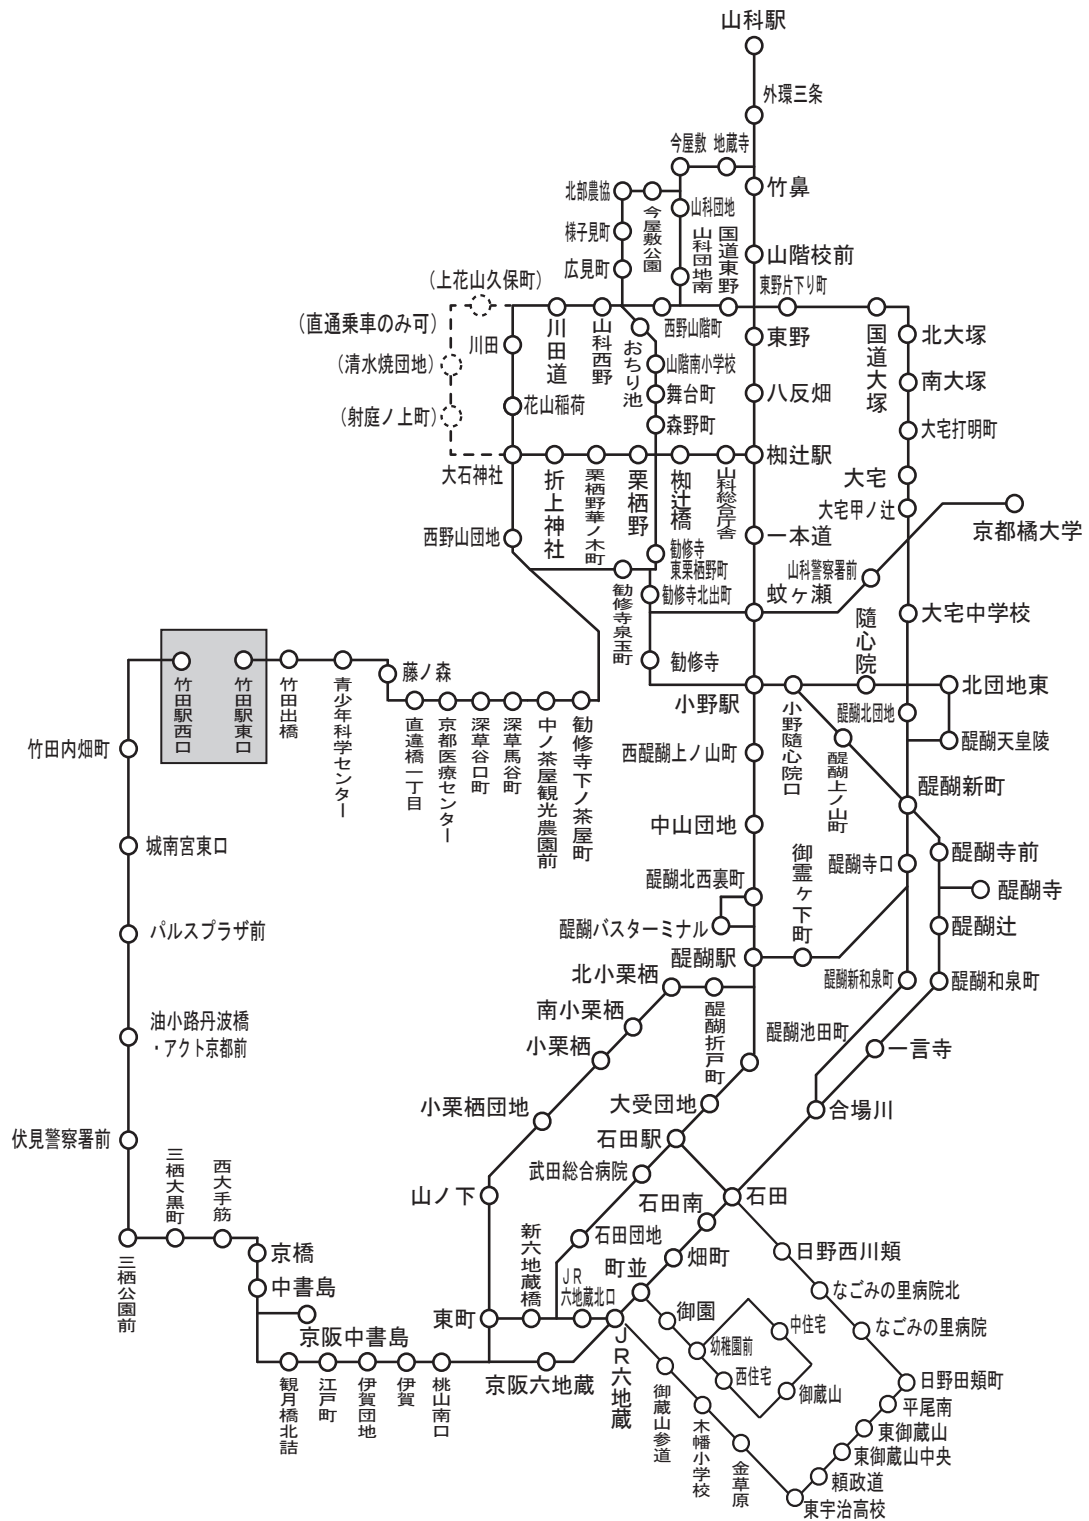 山科駅
外環三条
今屋敷
地蔵寺
竹鼻
北部農協
今屋敷公園
山科団地
様子見町
山科団地南
国道東野
山階校前
広見町
(上花山久保町)
東野片下り町
(直通乗車のみ可)
川田
川田道
山科西野
おちり池
西野山階町
東野
国道大塚
北大塚
(清水焼団地)
山階南小学校
南大塚
花山稲荷
舞台町
八反畑
(射庭ノ上町)
森野町
大宅打明町
大石神社
折上神社
栗栖野華ノ木町
栗栖野
椥辻橋
山科総合庁舎
椥辻駅
大宅
大宅甲ノ辻
京都橘大学
西野山団地
一本道
勧修寺
東栗栖野町
山科警察署前
勧修寺泉玉町
勧修寺北出町
蚊ヶ瀬
大宅中学校
隨心院
竹田駅西口
竹田駅東口
竹田出橋
青少年科学センター
藤ノ森
勧修寺
小野駅
小野隨心院口
北団地東
直違橋一丁目
京都医療センター
深草谷口町
深草馬谷町
中ノ茶屋観光農園前
勧修寺下ノ茶屋町
醍醐北団地
竹田内畑町
西醍醐上ノ山町
醍醐上ノ山町
醍醐天皇陵
醍醐新町
中山団地
城南宮東口
御霊ヶ下町
醍醐寺口
醍醐寺前
醍醐北西裏町
醍醐寺
パルスプラザ前
醍醐バスターミナル
醍醐辻
醍醐駅
北小栗栖
醍醐折戸町
醍醐新和泉町
醍醐和泉町
南小栗栖
油小路丹波橋
・アクト京都前
小栗栖
醍醐池田町
一言寺
小栗栖団地
大受団地
合場川
伏見警察署前
石田駅
三栖大黒町
西大手筋
武田総合病院
山ノ下
石田南
石田
三栖公園前
京橋
新六地蔵橋
石田団地
畑町
日野西川頬
中書島
JR
六地蔵北口
町並
なごみの里病院北
京阪中書島
東町
JR六地蔵
御園
中住宅
なごみの里病院
幼稚園前
観月橋北詰
江戸町
伊賀団地
伊賀
桃山南口
京阪六地蔵
御蔵山参道
西住宅
御蔵山
日野田頬町
木幡小学校
平尾南
東御蔵山
金草原
東御蔵山中央
頼政道
東宇治高校